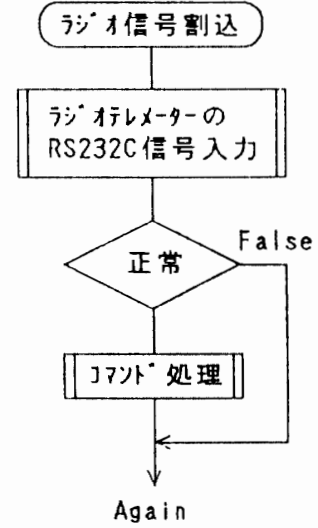 ﾗｼﾞｵ信号割込
ﾗｼﾞｵﾃﾚﾒｰﾀｰの
RS232C信号入力
正常
False
ｺﾏﾝﾄﾞ処理
Again